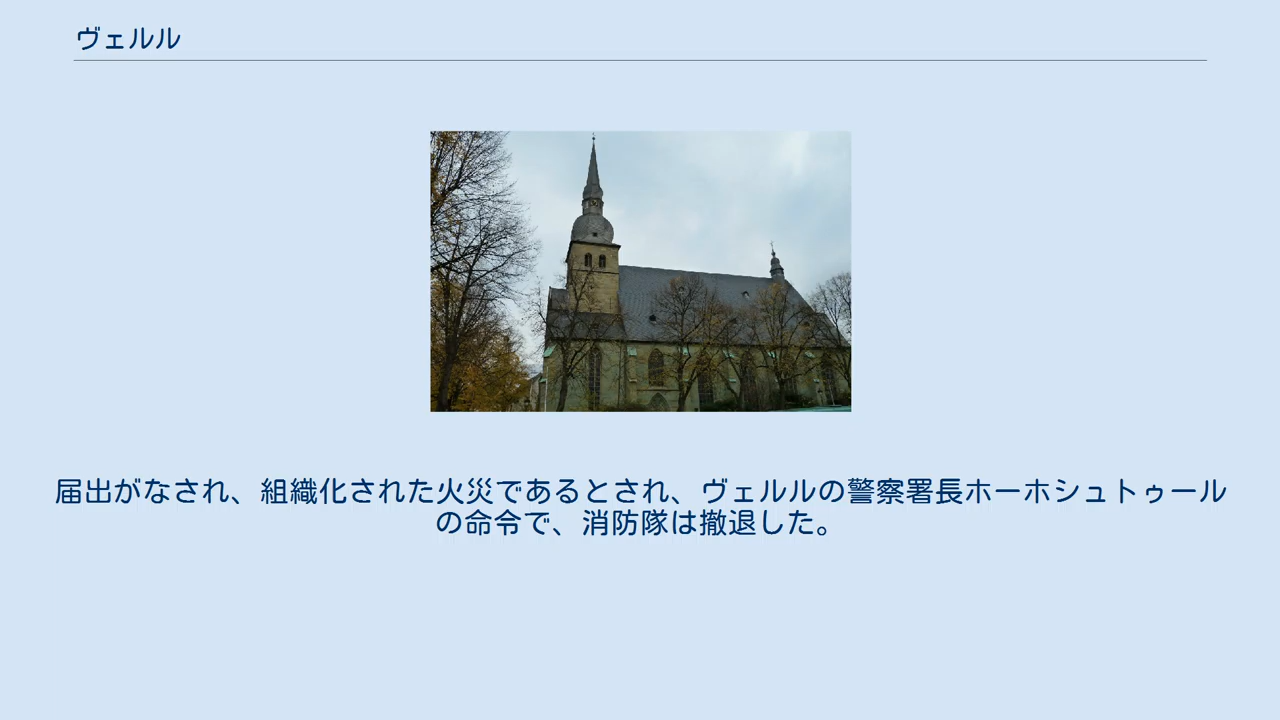 ヴェルル
届出がなされ、組織化された火災であるとされ、ヴェルルの警察署長ホーホシュトゥール
の命令で、消防隊は撤退した。